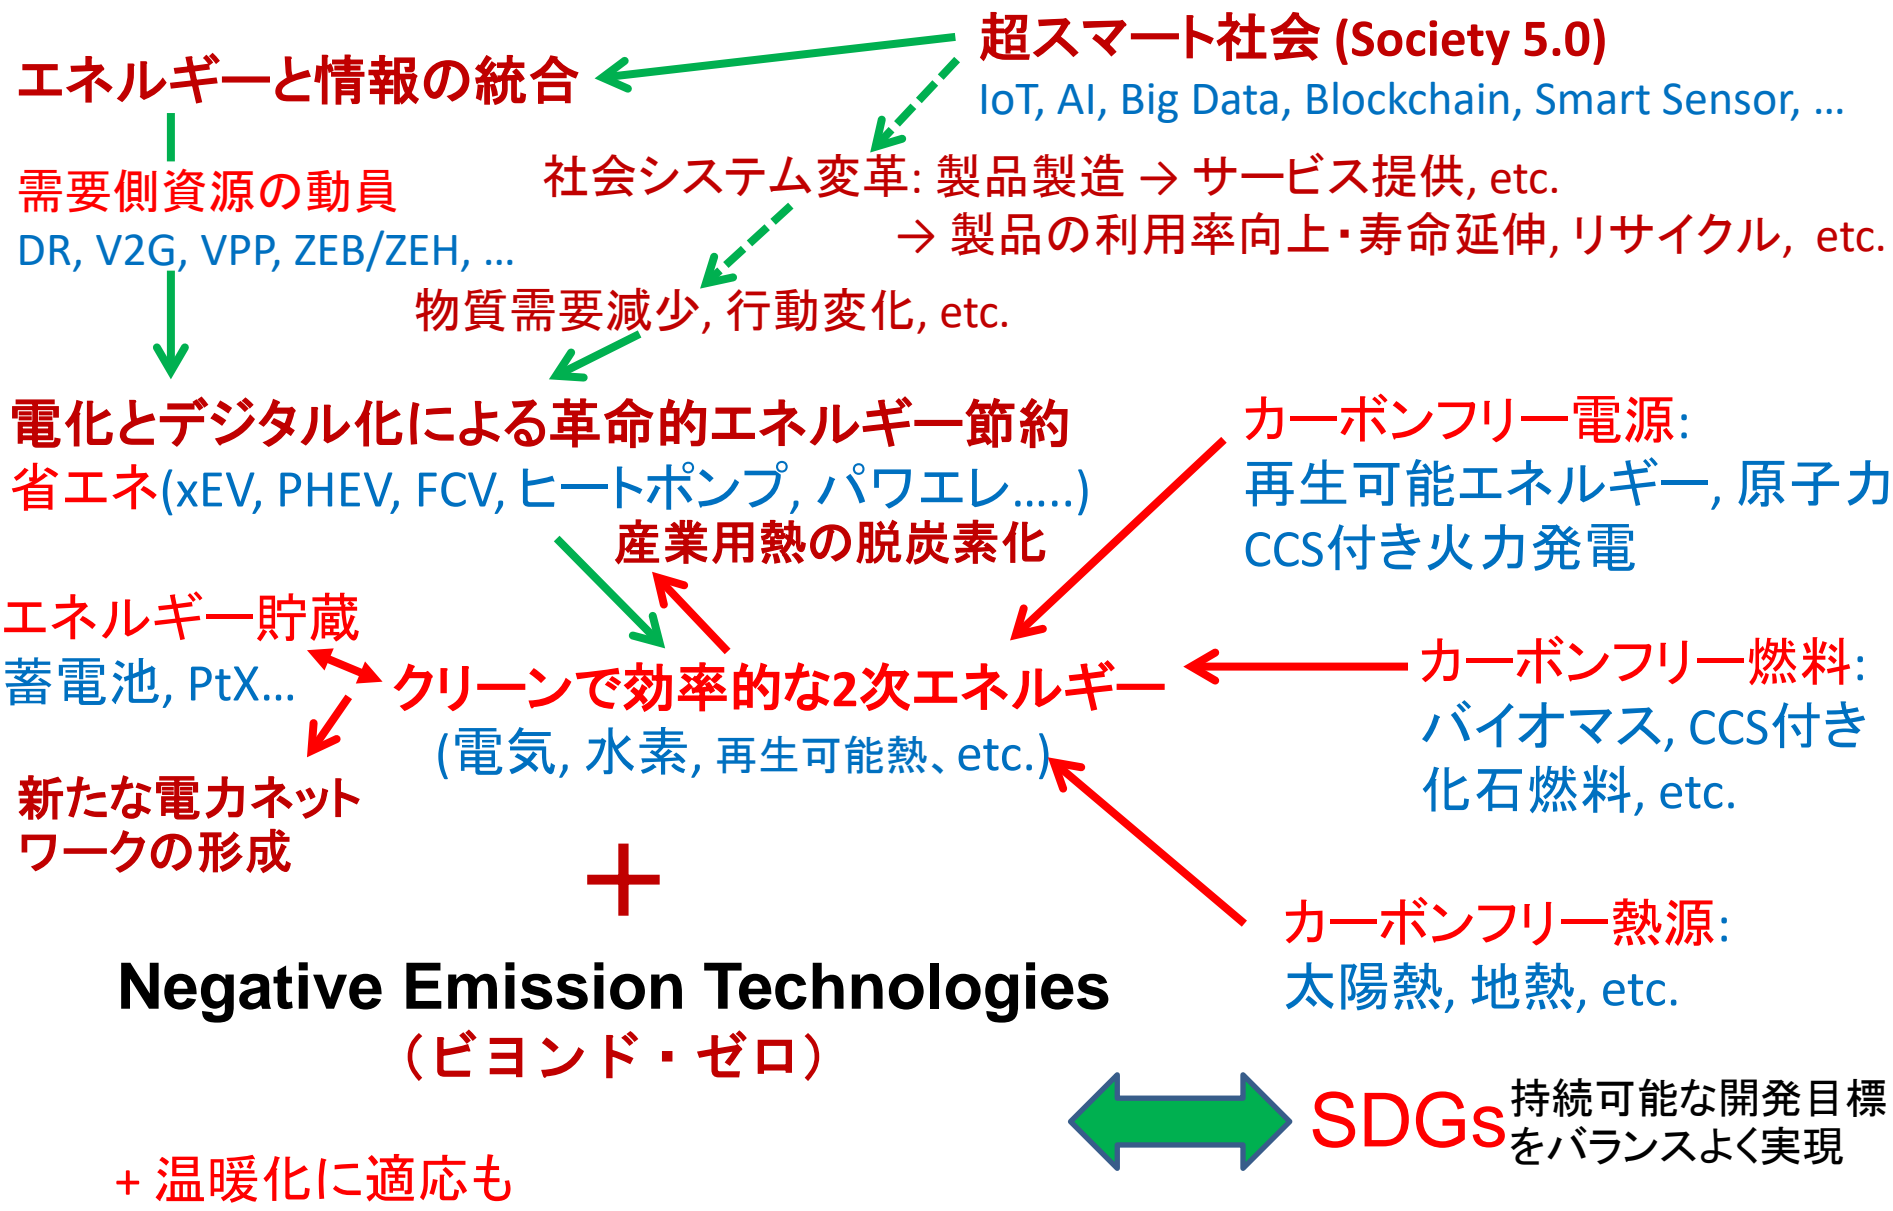 超スマート社会 (Society 5.0)
IoT, AI, Big Data, Blockchain, Smart Sensor, ...
エネルギーと情報の統合
需要側資源の動員
DR, V2G, VPP, ZEB/ZEH, ...
社会システム変革: 製品製造 → サービス提供, etc.
→ 製品の利用率向上・寿命延伸, リサイクル, etc.
物質需要減少, 行動変化, etc.
電化とデジタル化による革命的エネルギー節約
省エネ(xEV, PHEV, FCV, ヒートポンプ, パワエレ.....)
産業用熱の脱炭素化
カーボンフリー電源:
再生可能エネルギー, 原子力
CCS付き火力発電
エネルギー貯蔵
蓄電池, PtX...
クリーンで効率的な2次エネルギー
(電気, 水素, 再生可能熱、etc.)
カーボンフリー燃料:
バイオマス, CCS付き
化石燃料, etc.
新たな電力ネット
ワークの形成
+
カーボンフリー熱源:
太陽熱, 地熱, etc.
Negative Emission Technologies
（ビヨンド・ゼロ）
SDGs
持続可能な開発目標
をバランスよく実現
+ 温暖化に適応も